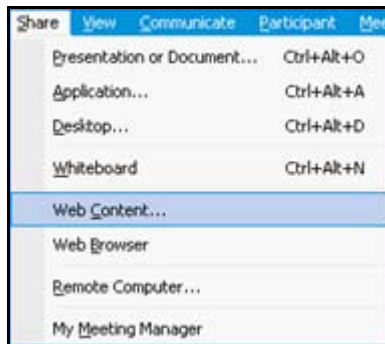 Share View Communicate Participant Mee
Presentation or Document... Ctrl+Alt+O
Application... Ctrl+Alt+A
Desktop... Ctrl+Alt+D
Whiteboard Ctrl+Alt+N
Web Content...
Web Browser
Remote Computer...
My Meeting Manager